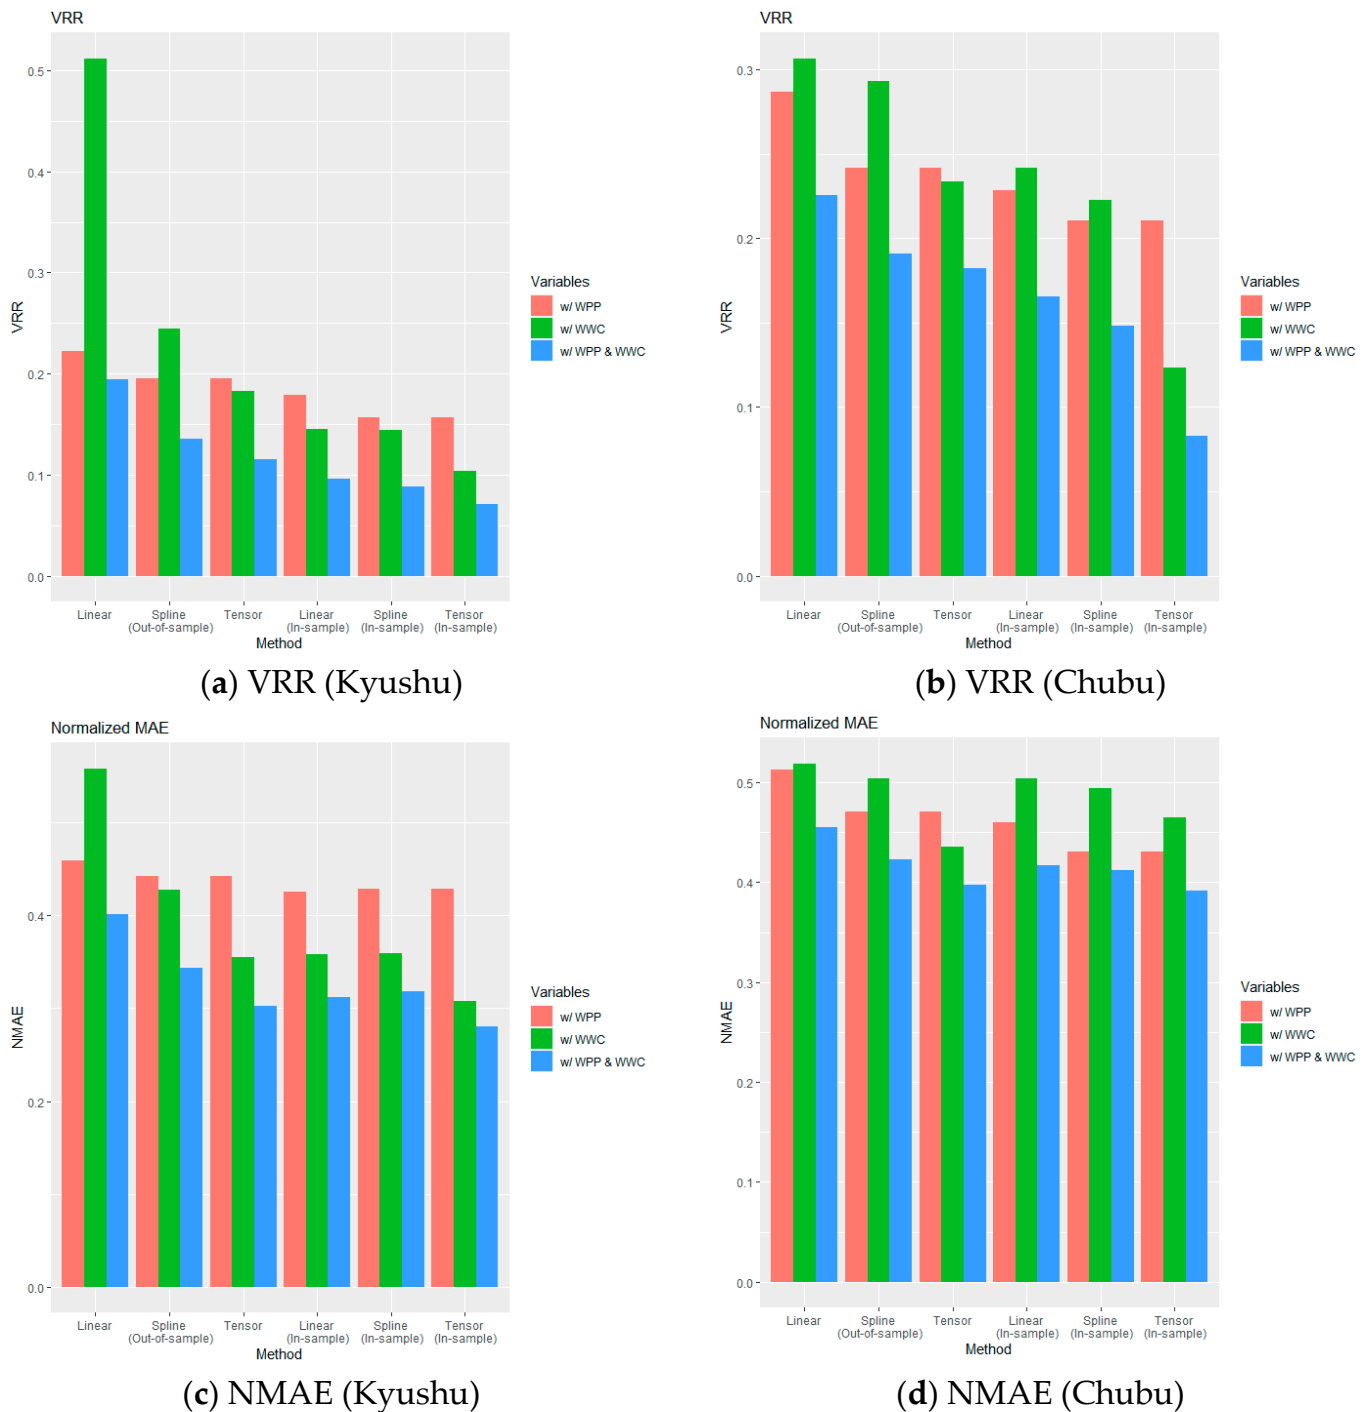 VRR
VRR
0.5
0.4
0.3
0.2
0.1
0.0
Linear
Spline
(Out-of-sample)
Tensor
Linear
(In-sample)
Spline
(In-sample)
Tensor
(In-sample)
Method
Variables
w/ WPP
w/ WWC
w/ WPP & WWC
(a) VRR (Kyushu)
VRR
VRR
0.3
0.2
0.1
0.0
Linear
Spline
(Out-of-sample)
Tensor
Linear
(In-sample)
Spline
(In-sample)
Tensor
(In-sample)
Method
Variables
w/ WPP
w/ WWC
w/ WPP & WWC
(b) VRR (Chubu)
Normalized MAE
NMAE
0.4
0.2
0.0
Linear
Spline
(Out-of-sample)
Tensor
Linear
(In-sample)
Spline
(In-sample)
Tensor
(In-sample)
Method
Variables
w/ WPP
w/ WWC
w/ WPP & WWC
(c) NMAE (Kyushu)
Normalized MAE
NMAE
0.5
0.4
0.3
0.2
0.1
0.0
Linear
Spline
(Out-of-sample)
Tensor
Linear
(In-sample)
Spline
(In-sample)
Tensor
(In-sample)
Method
Variables
w/ WPP
w/ WWC
w/ WPP & WWC
(d) NMAE (Chubu)